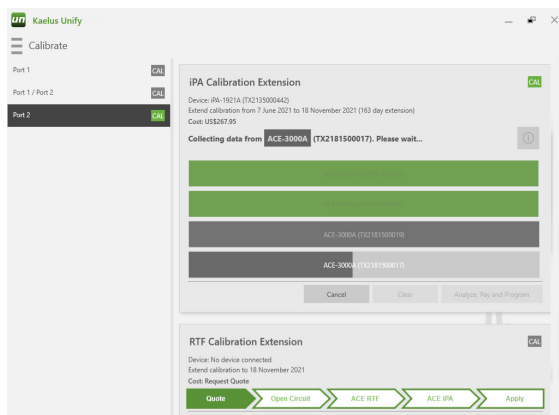 un Kaelus Unify
Calibrate
Port 1 CAL
Port 1 / Port 2 CAL
Port 2 CAL
iPA Calibration Extension CAL
Device: iPA-1921A (TX2135000442)
Extend calibration from 7 June 2021 to 18 November 2021 (163 day extension)
Cost: US$267.95
Collecting data from ACE-3000A (TX2181500017). Please wait...
ACE-3000A (TX2181500019)
ACE-3000A (TX2181500017)
Cancel Clear Analyze, Pay and Program
RTF Calibration Extension CAL
Device: No device connected
Extend calibration to 18 November 2021
Cost: Request Quote
Quote Open Circuit ACE RTF ACE iPA Apply